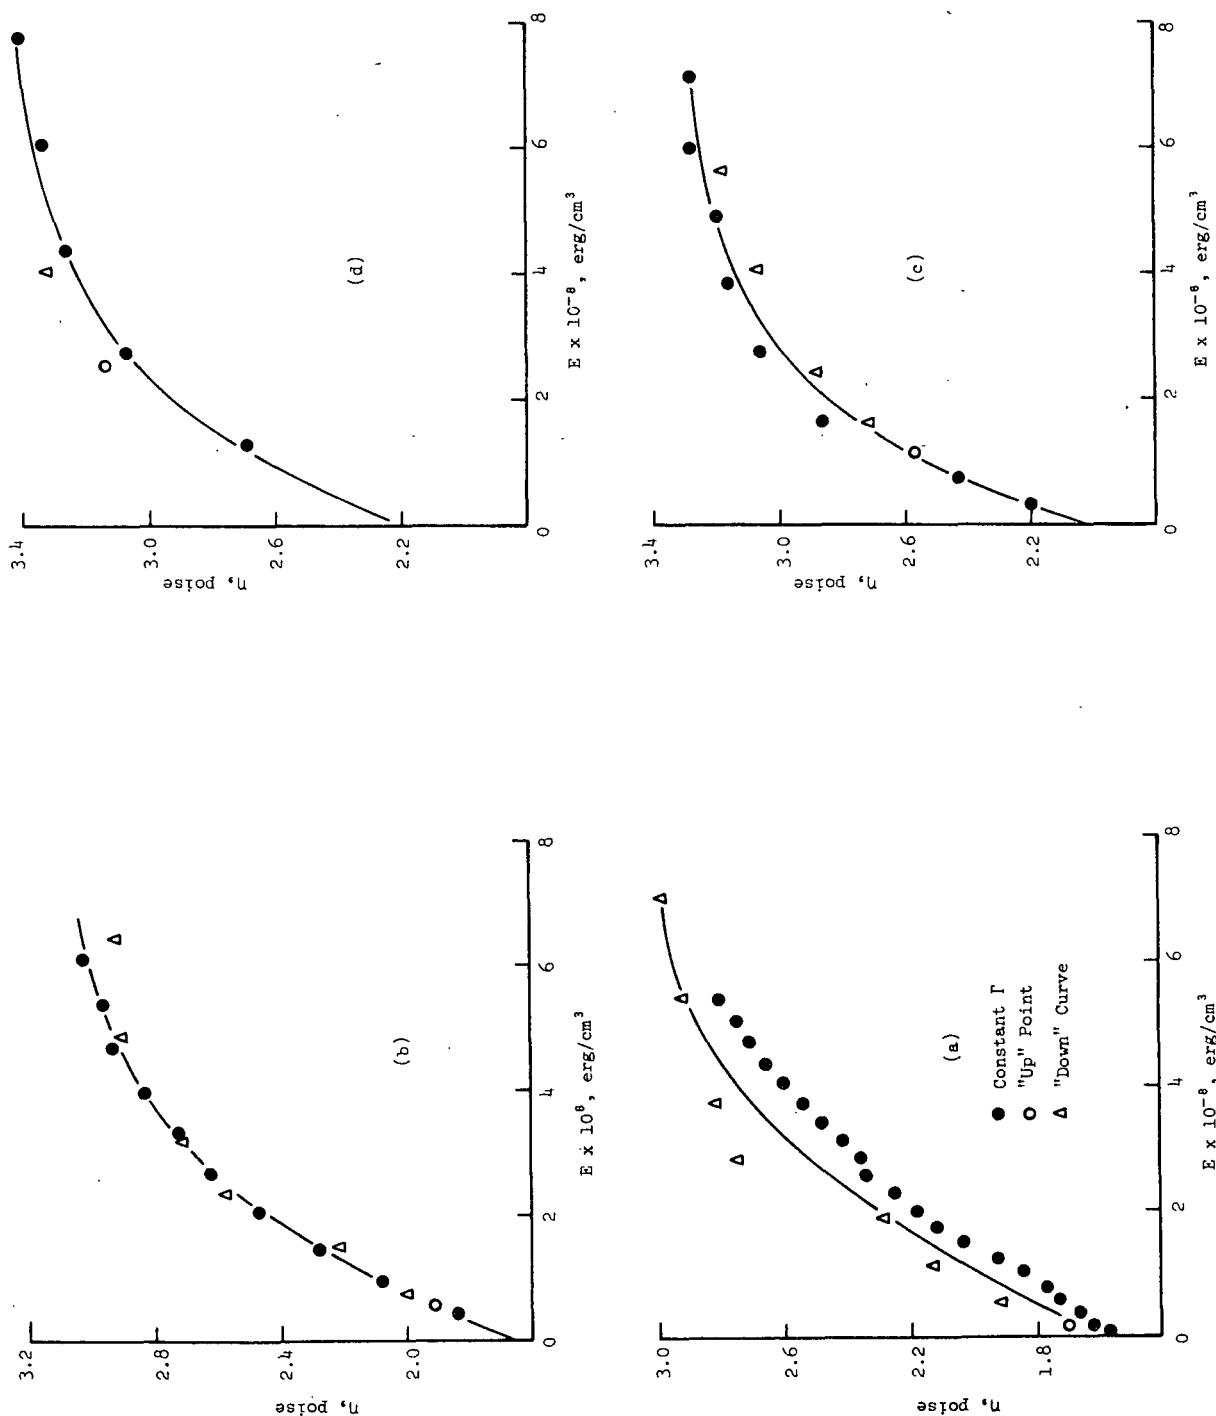 η, poise
3.2
2.8
2.4
2.0
(b)
0 2 4 6 8
E x 10⁸, erg/cm³
η, poise
3.4
3.0
2.6
2.2
(d)
0 2 4 6 8
E x 10⁻⁸, erg/cm³
η, poise
3.0
2.6
2.2
1.8
(a)
● Constant Γ
○ "Up" Point
Δ "Down" Curve
0 2 4 6 8
E x 10⁻⁸, erg/cm³
η, poise
3.4
3.0
2.6
2.2
(c)
0 2 4 6 8
E x 10⁻⁸, erg/cm³